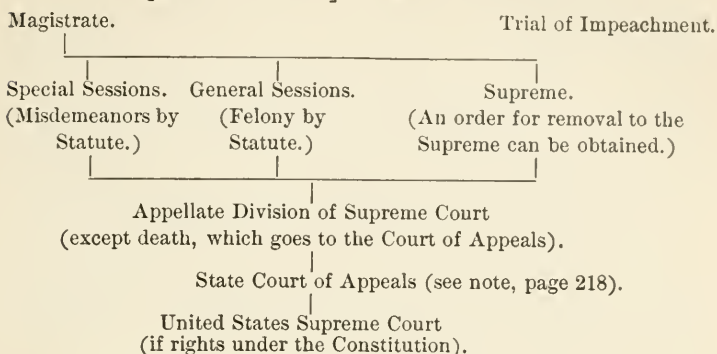 Magistrate. Trial of Impeachment.
Special Sessions. General Sessions. Supreme.
(Misdemeanors by (Felony by (An order for removal to the
Statute.) Statute.) Supreme can be obtained.)
Appellate Division of Supreme Court
(except death, which goes to the Court of Appeals).
State Court of Appeals (see note, page 218).
United States Supreme Court
(if rights under the Constitution).